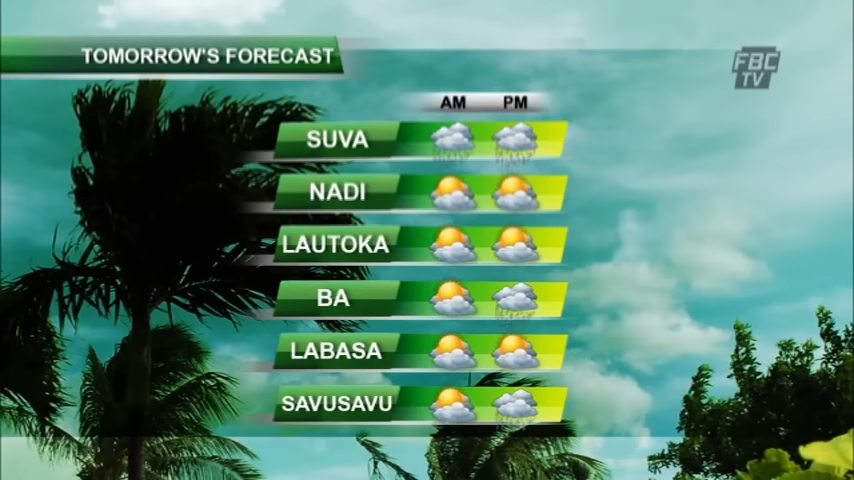 TOMORROW'S FORECAST
FBC
TV
AM PM
SUVA
NADI
LAUTOKA
BA
LABASA
SAVUSAVU